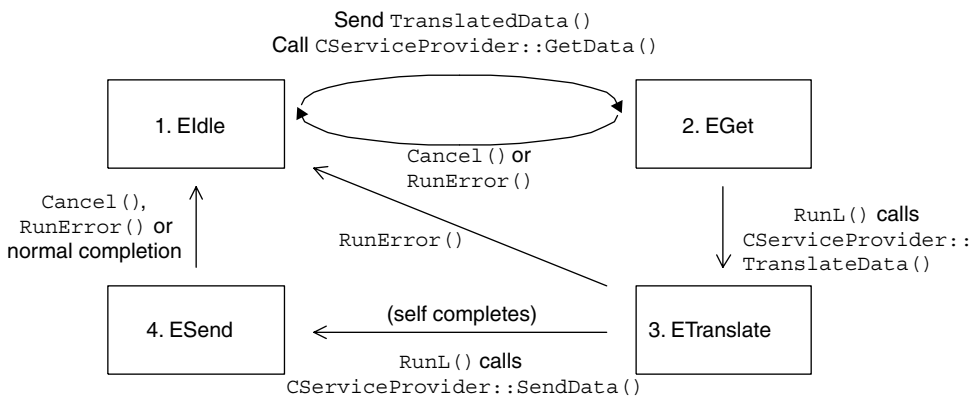 Send TranslatedData()
Call CServiceProvider::GetData()
1. EIdle
2. EGet
Cancel() or
RunError()
Cancel(),
RunError() or
normal completion
RunError()
RunL() calls
CServiceProvider::
TranslateData()
4. ESend
(self completes)
3. ETranslate
RunL() calls
CServiceProvider::SendData()